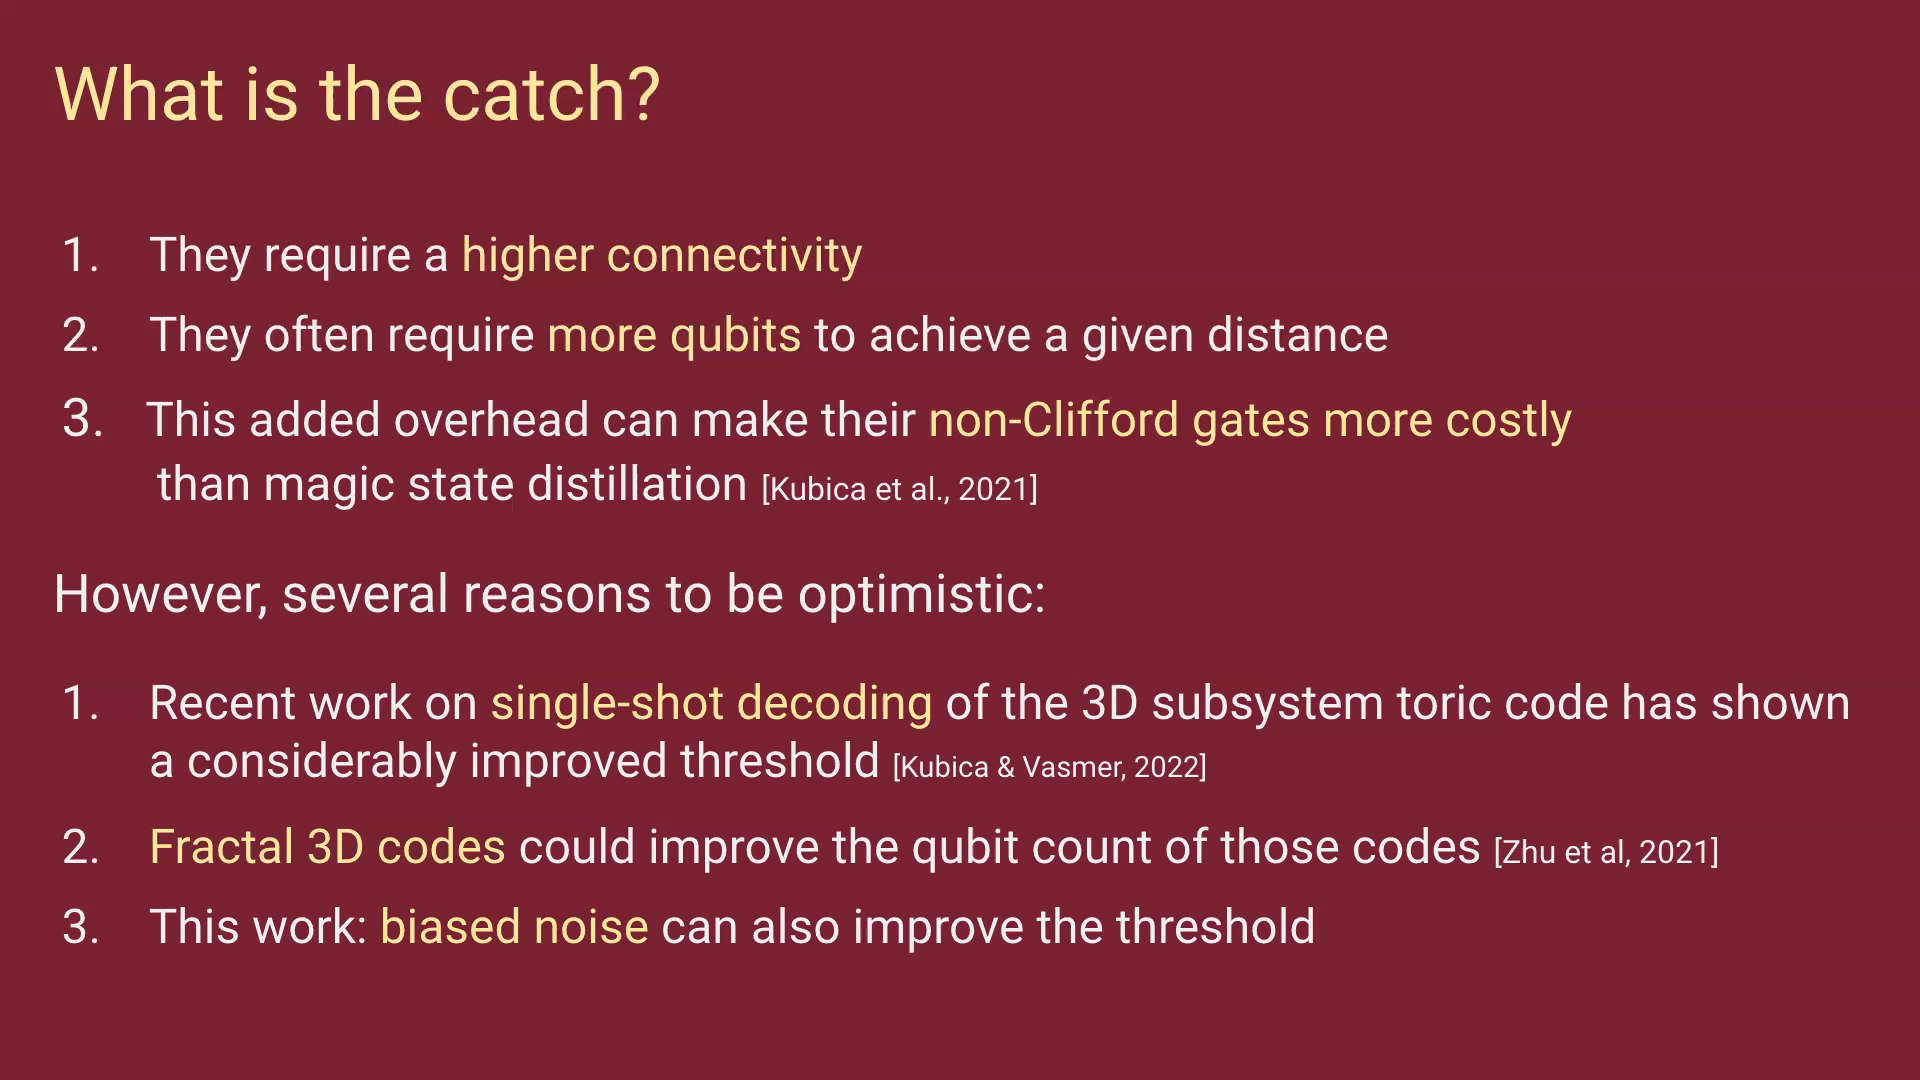 What is the catch?
1. They require a higher connectivity
2. They often require more qubits to achieve a given distance
3. This added overhead can make their non-Clifford gates more costly
than magic state distillation [Kubica et al., 2021]
However, several reasons to be optimistic:
1. Recent work on single-shot decoding of the 3D subsystem toric code has shown
a considerably improved threshold [Kubica & Vasmer, 2022]
2. Fractal 3D codes could improve the qubit count of those codes [Zhu et al, 2021]
3. This work: biased noise can also improve the threshold